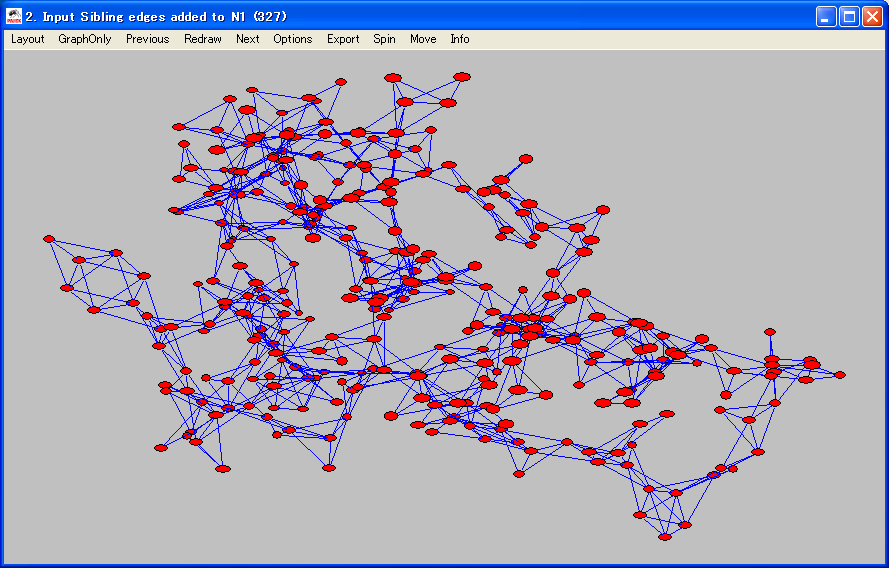 2. Input Sibling edges added to N1 (327)
Layout GraphOnly Previous Redraw Next Options Export Spin Move Info